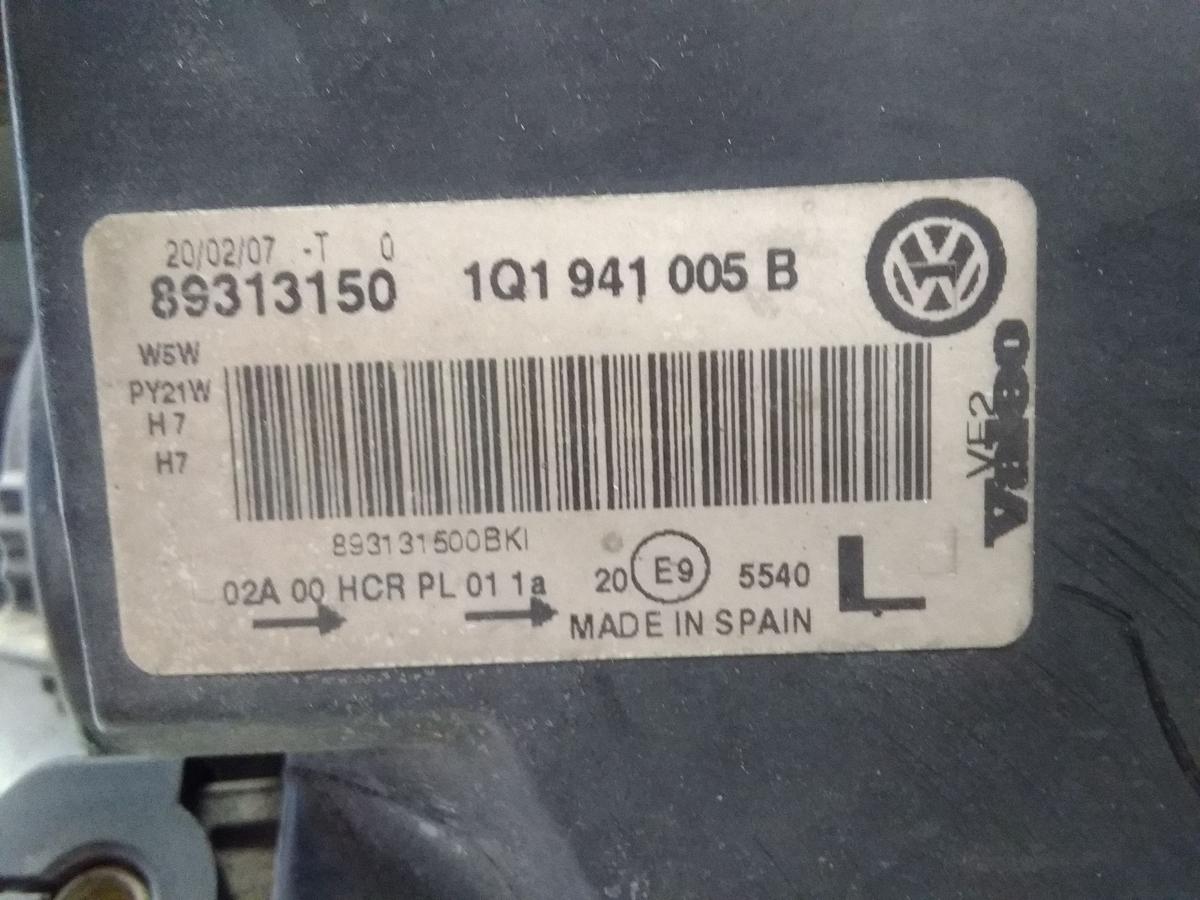 20/02/07 -T 0
89313150 1Q1 941 005 B
W5W
PY21W
H7
H7
893131500BKI
02A 00 HCR PL 01 1a 20 E9 5540 L
MADE IN SPAIN
VE2
Valeo